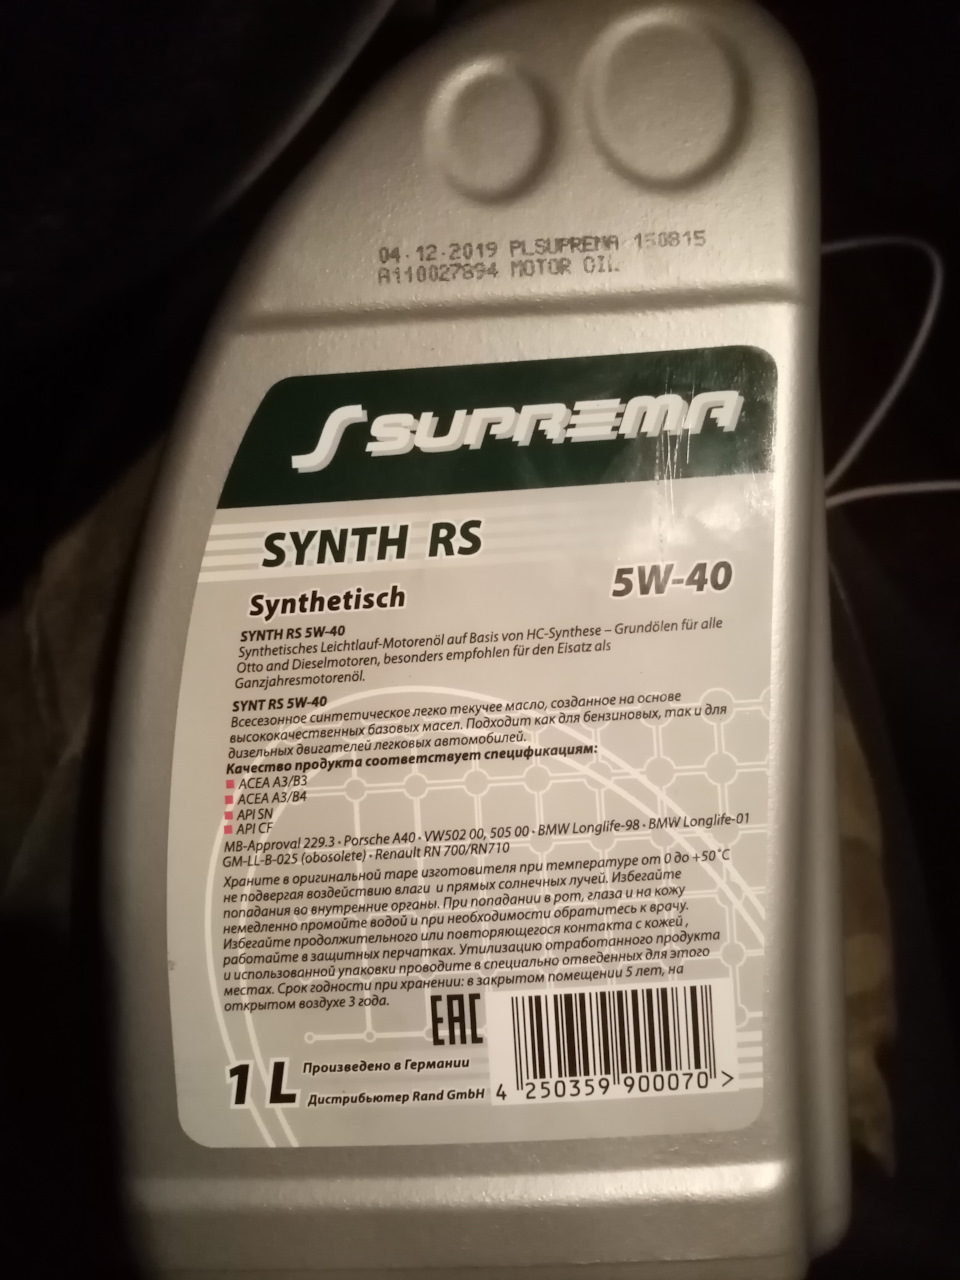 04.12.2019 PLSUPREMA 150815
A110027894 MOTOR OIL
SUPREMA
SYNTH RS
Synthetisch
5W-40
SYNTH RS 5W-40
Synthetisches Leichtlauf-Motorenöl auf Basis von HC-Synthese – Grundölen für alle
Otto and Dieselmotoren, besonders empfohlen für den Eisatz als
Ganzjahresmotorenöl.
SYNT RS 5W-40
Всесезонное синтетическое легко текучее масло, созданное на основе
высококачественных базовых масел. Подходит как для бензиновых, так и для
дизельных двигателей легковых автомобилей.
Качество продукта соответствует спецификациям:
ACEA A3/B3
ACEA A3/B4
API SN
API CF
MB-Approval 229.3 · Porsche A40 · VW502 00, 505 00 · BMW Longlife-98 · BMW Longlife-01
GM-LL-B-025 (obosolete) · Renault RN 700/RN710
Храните в оригинальной таре изготовителя при температуре от 0 до +50˚С
не подвергая воздействию влаги и прямых солнечных лучей. Избегайте
попадания во внутренние органы. При попадании в рот, глаза и на кожу
немедленно промойте водой и при необходимости обратитесь к врачу.
Избегайте продолжительного или повторяющегося контакта с кожей,
работайте в защитных перчатках. Утилизацию отработанного продукта
и использованной упаковки проводите в специально отведенных для этого
местах. Срок годности при хранении: в закрытом помещении 5 лет, на
открытом воздухе 3 года.
EAC
1 L
Произведено в Германии
Дистрибьютер Rand GmbH
4 250359 900070 >